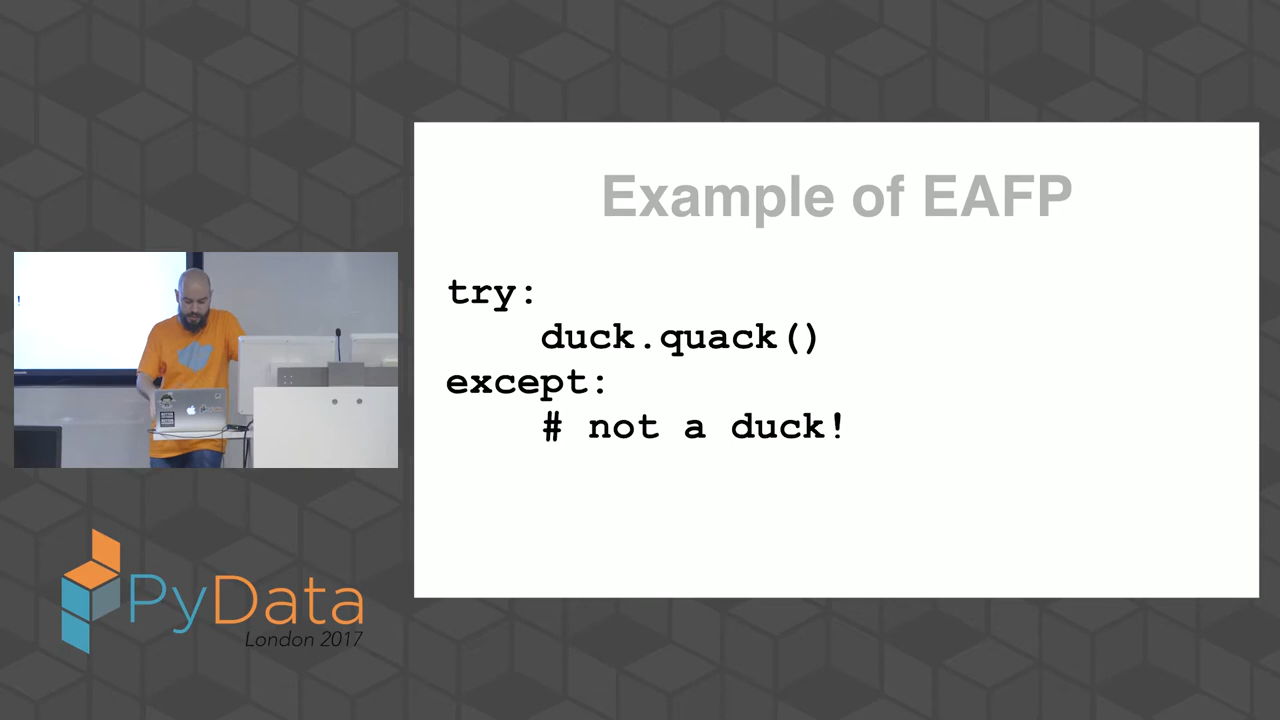 Example of EAFP
try:
    duck.quack()
except:
    # not a duck!
PyData
London 2017